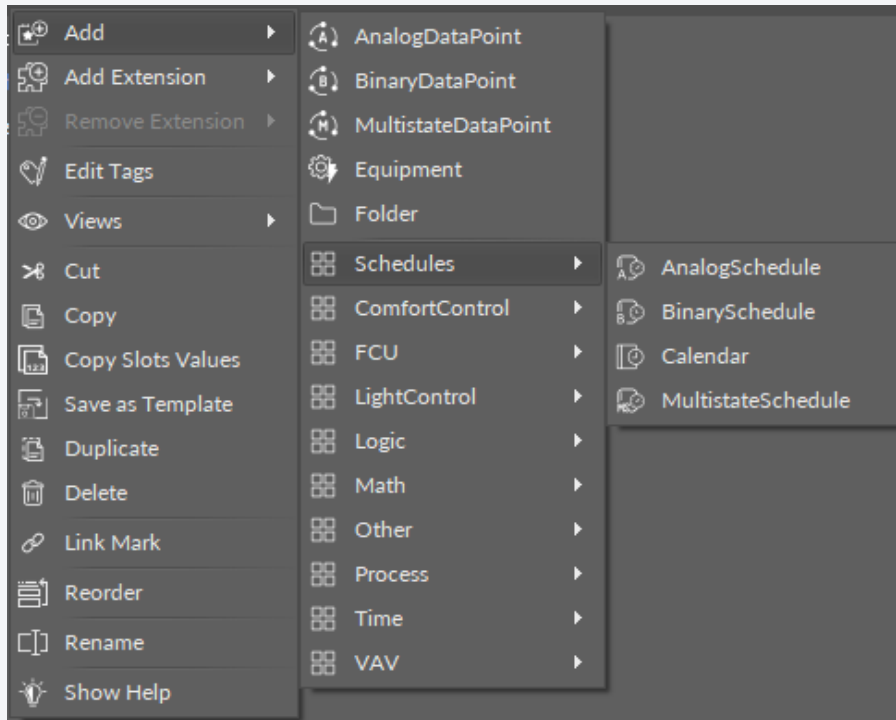 Add
Add Extension
Remove Extension
Edit Tags
Views
Cut
Copy
Copy Slots Values
Save as Template
Duplicate
Delete
Link Mark
Reorder
Rename
Show Help
AnalogDataPoint
BinaryDataPoint
MultistateDataPoint
Equipment
Folder
Schedules
ComfortControl
FCU
LightControl
Logic
Math
Other
Process
Time
VAV
AnalogSchedule
BinarySchedule
Calendar
MultistateSchedule